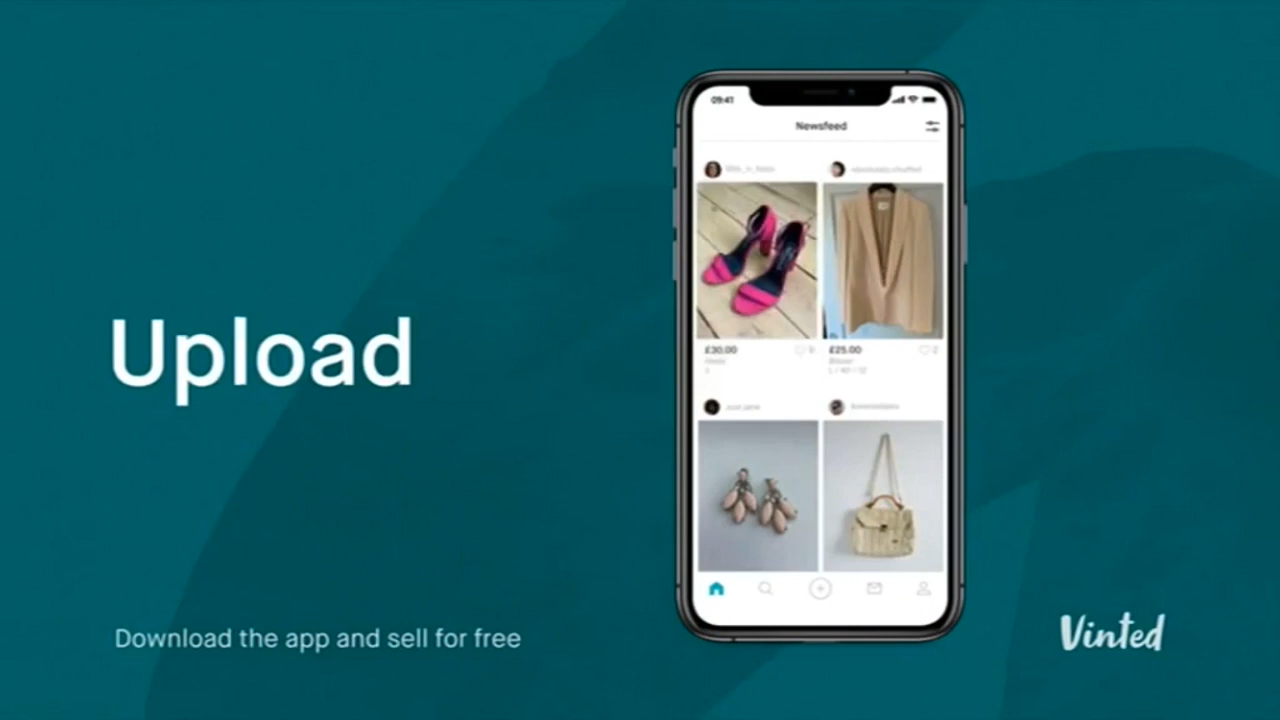 Upload
Download the app and sell for free
Vinted
09:41
Newsfeed
£30.00
£25.00